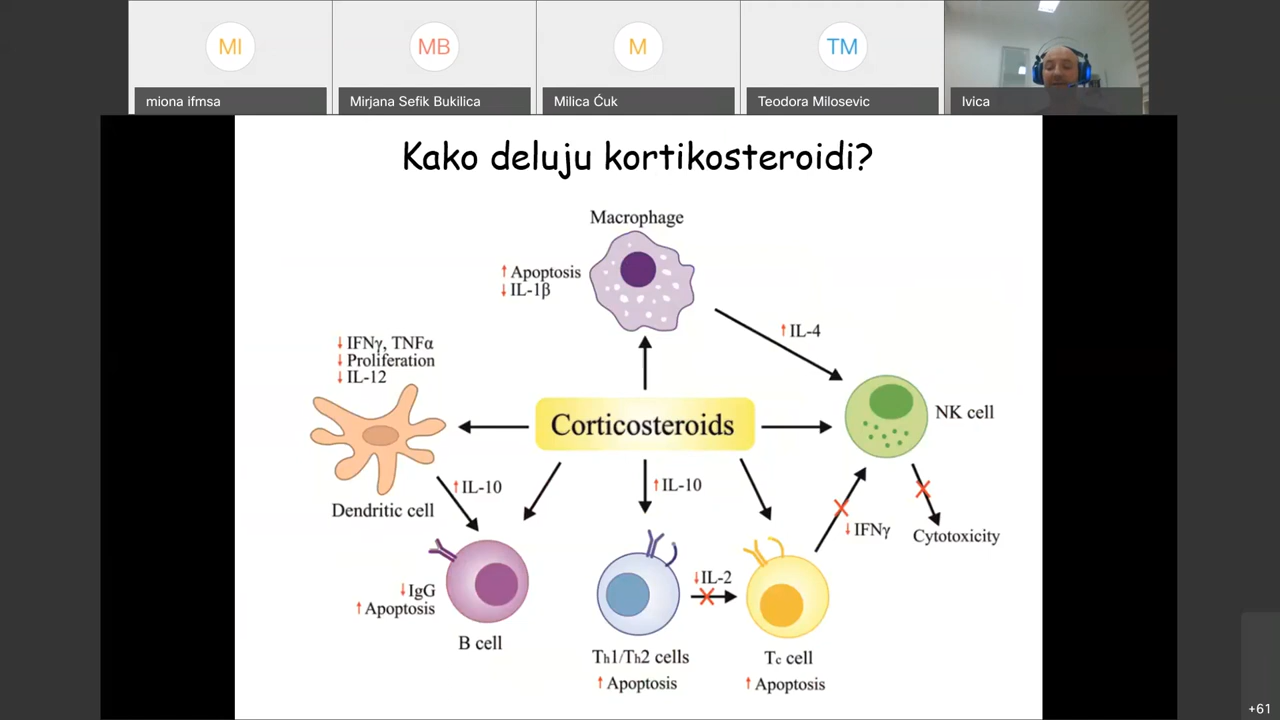 MI
MB
M
TM
miona ifmsa
Mirjana Sefik Bukilica
Milica Ćuk
Teodora Milosevic
Ivica
Kako deluju kortikosteroidi?
Macrophage
↑ Apoptosis
↓ IL-1β
↑ IL-4
↓ IFNγ, TNFα
↓ Proliferation
↓ IL-12
Corticosteroids
NK cell
↑ IL-10
↑ IL-10
Dendritic cell
↓ IFNγ
Cytotoxicity
↓ IgG
↑ Apoptosis
↓ IL-2
B cell
Th1/Th2 cells
↑ Apoptosis
Tc cell
↑ Apoptosis
+61